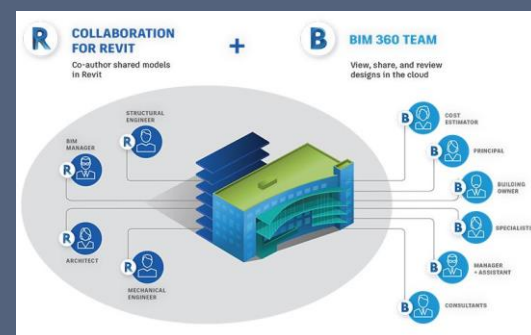 R COLLABORATION
FOR REVIT
Co-author shared models
in Revit
+
B BIM 360 TEAM
View, share, and review
designs in the cloud
STRUCTURAL
ENGINEER
R
BIM
MANAGER
R
R
ARCHITECT
R
MECHANICAL
ENGINEER
B COST
ESTIMATOR
B PRINCIPAL
B BUILDING
OWNER
B SPECIALISTS
B MANAGER
+ ASSISTANT
B
CONSULTANTS